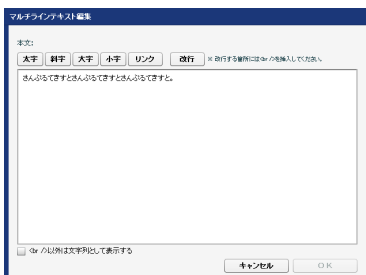 マルチラインテキスト編集
本文:
太字 斜字 大字 小字 リンク 改行 ※ 改行する箇所には<br />を挿入してください。
さんぷるてきすとさんぷるてきすとさんぷるてきすと。
<br />以外は文字列として表示する
キャンセル OK